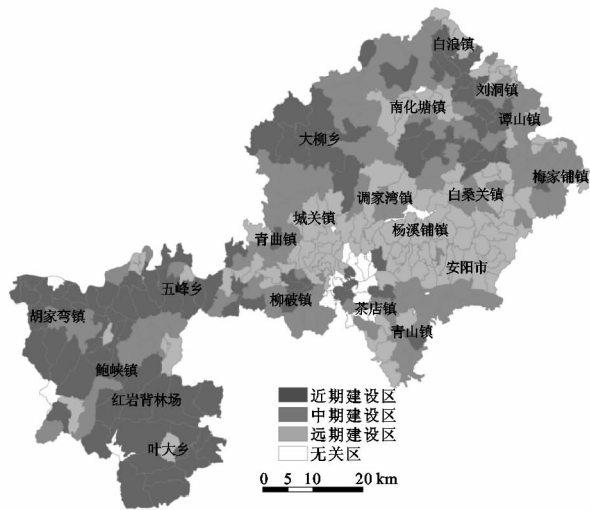 白浪镇
刘洞镇
南化塘镇
谭山镇
大柳乡
梅家铺镇
调家湾镇
白桑关镇
城关镇
杨溪铺镇
青曲镇
安阳市
五峰乡
柳破镇
茶店镇
胡家弯镇
青山镇
鲍峡镇
红岩背林场
叶大乡
近期建设区
中期建设区
远期建设区
无关区
0 5 10 20 km